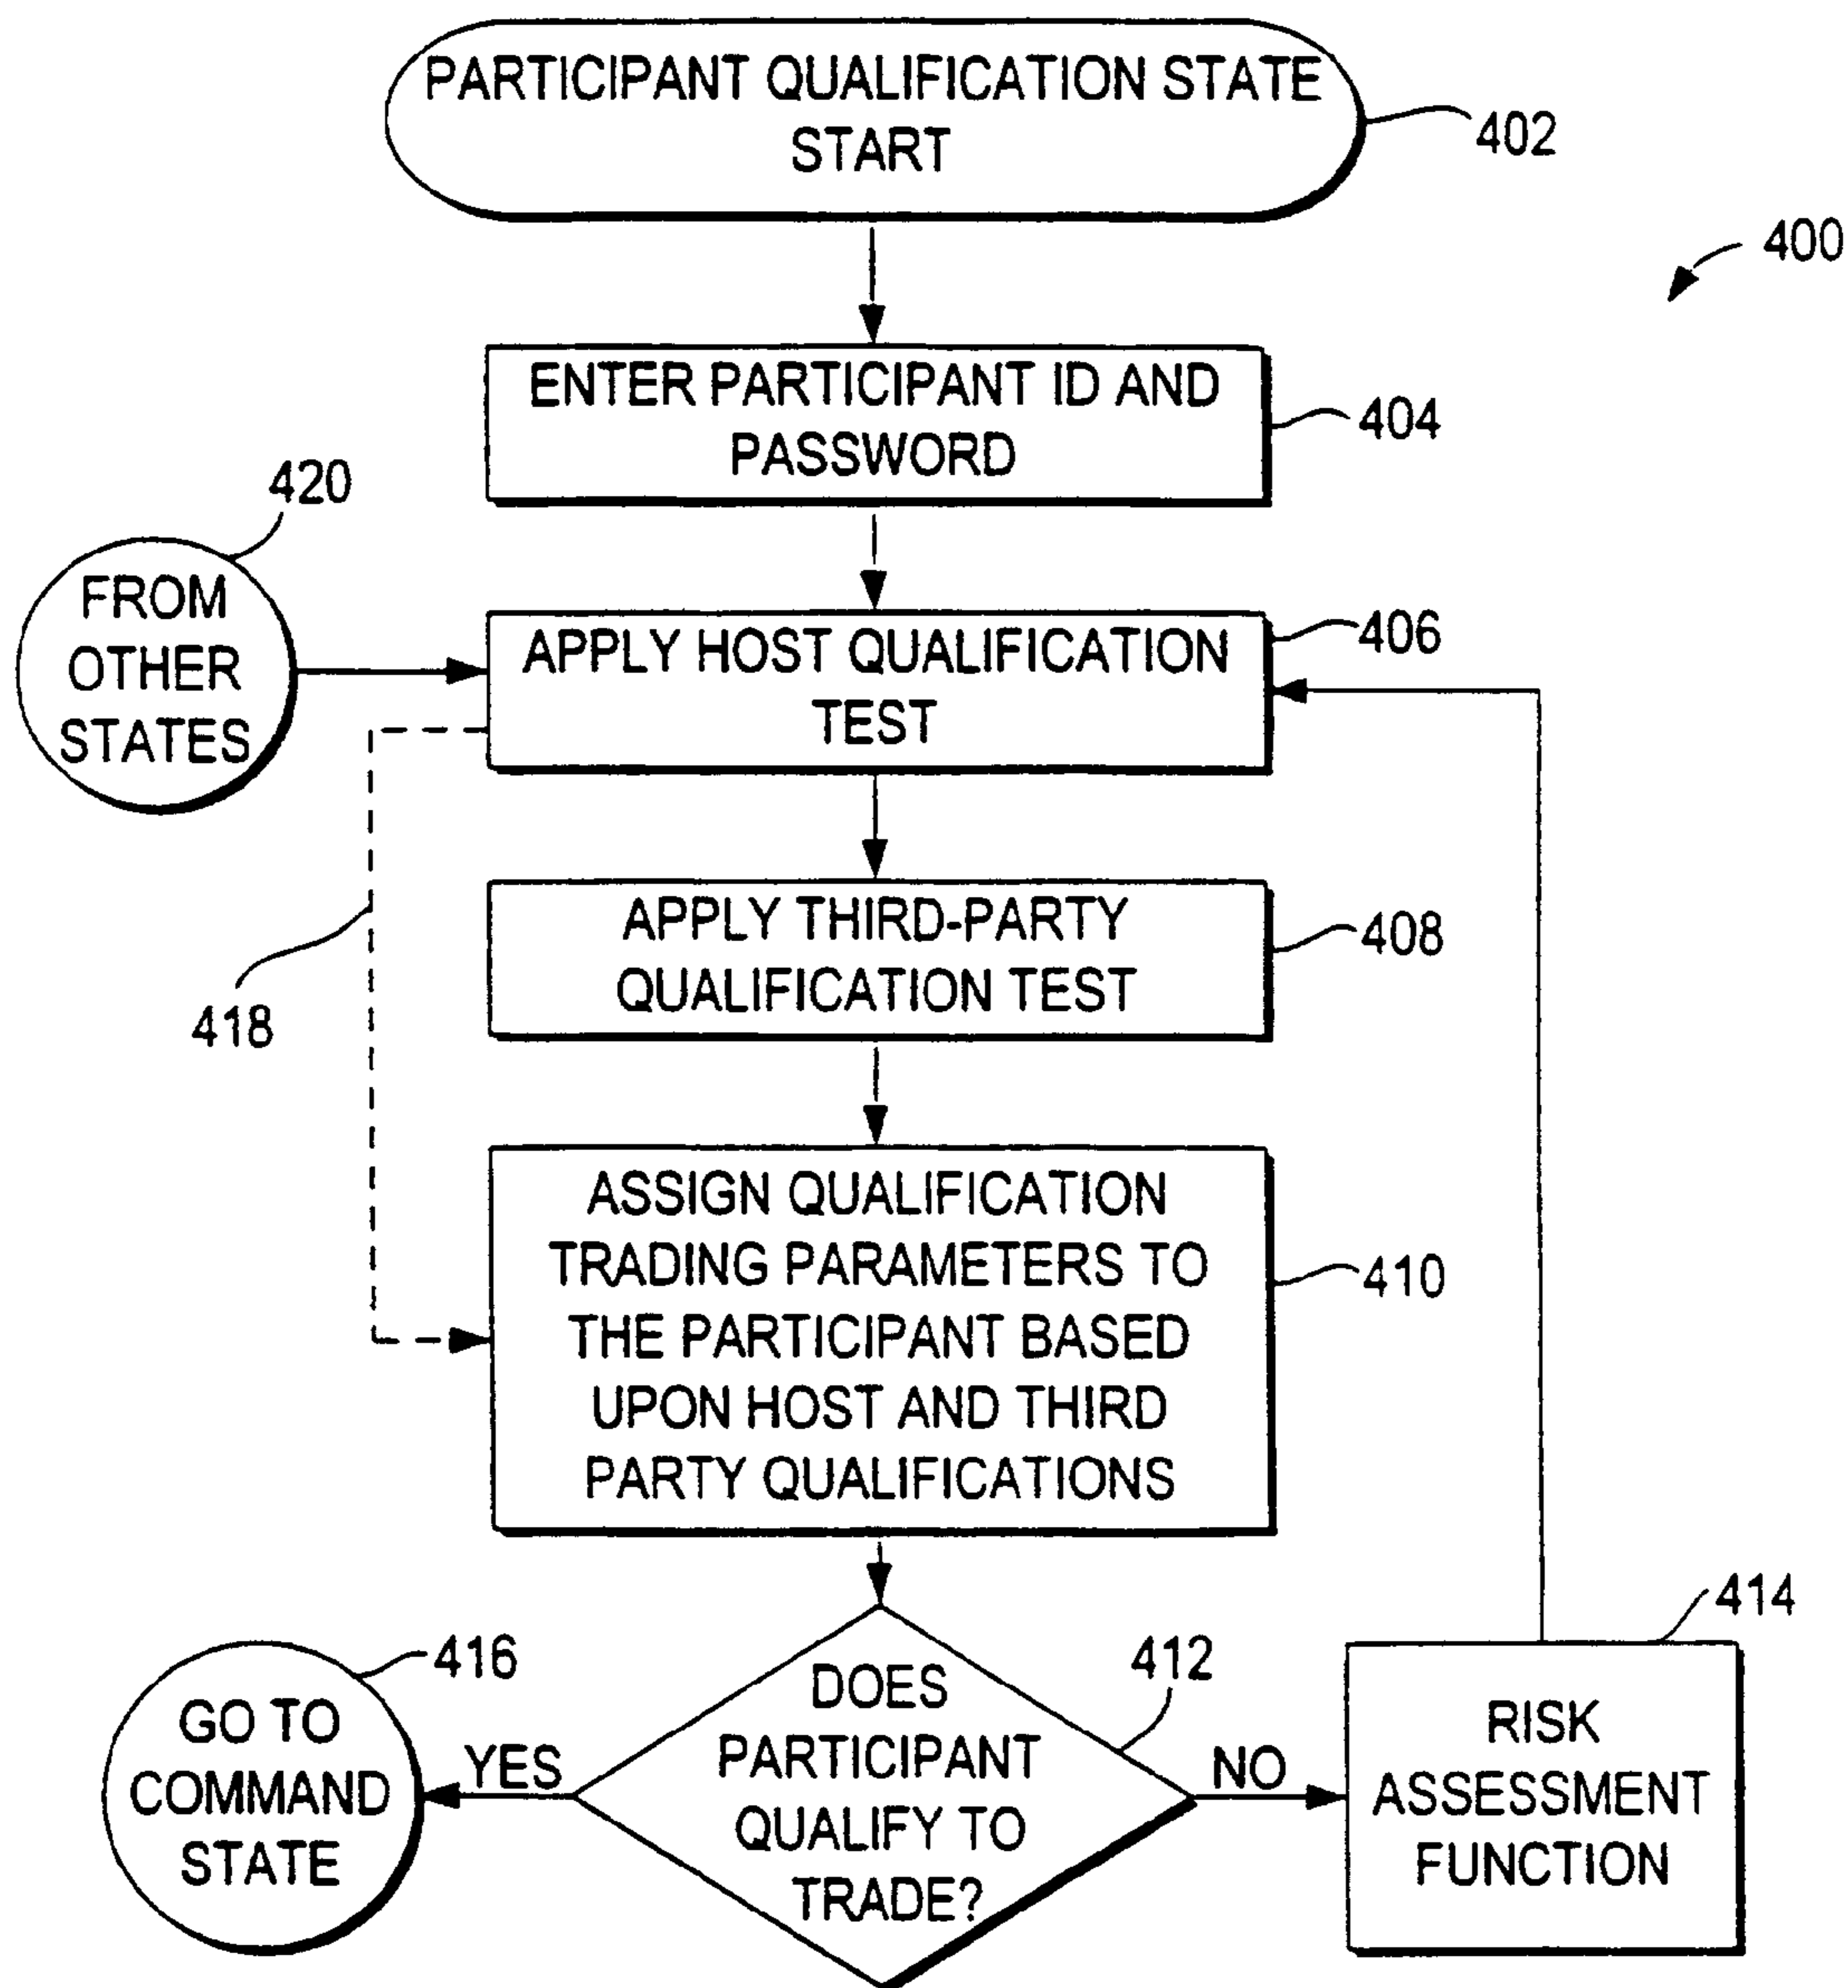 PARTICIPANT QUALIFICATION STATE
START
402
400
ENTER PARTICIPANT ID AND
PASSWORD
404
420
FROM
OTHER
STATES
APPLY HOST QUALIFICATION
TEST
406
418
APPLY THIRD-PARTY
QUALIFICATION TEST
408
ASSIGN QUALIFICATION
TRADING PARAMETERS TO
THE PARTICIPANT BASED
UPON HOST AND THIRD
PARTY QUALIFICATIONS
410
416
GO TO
COMMAND
STATE
YES
DOES
PARTICIPANT
QUALIFY TO
TRADE?
412
NO
414
RISK
ASSESSMENT
FUNCTION